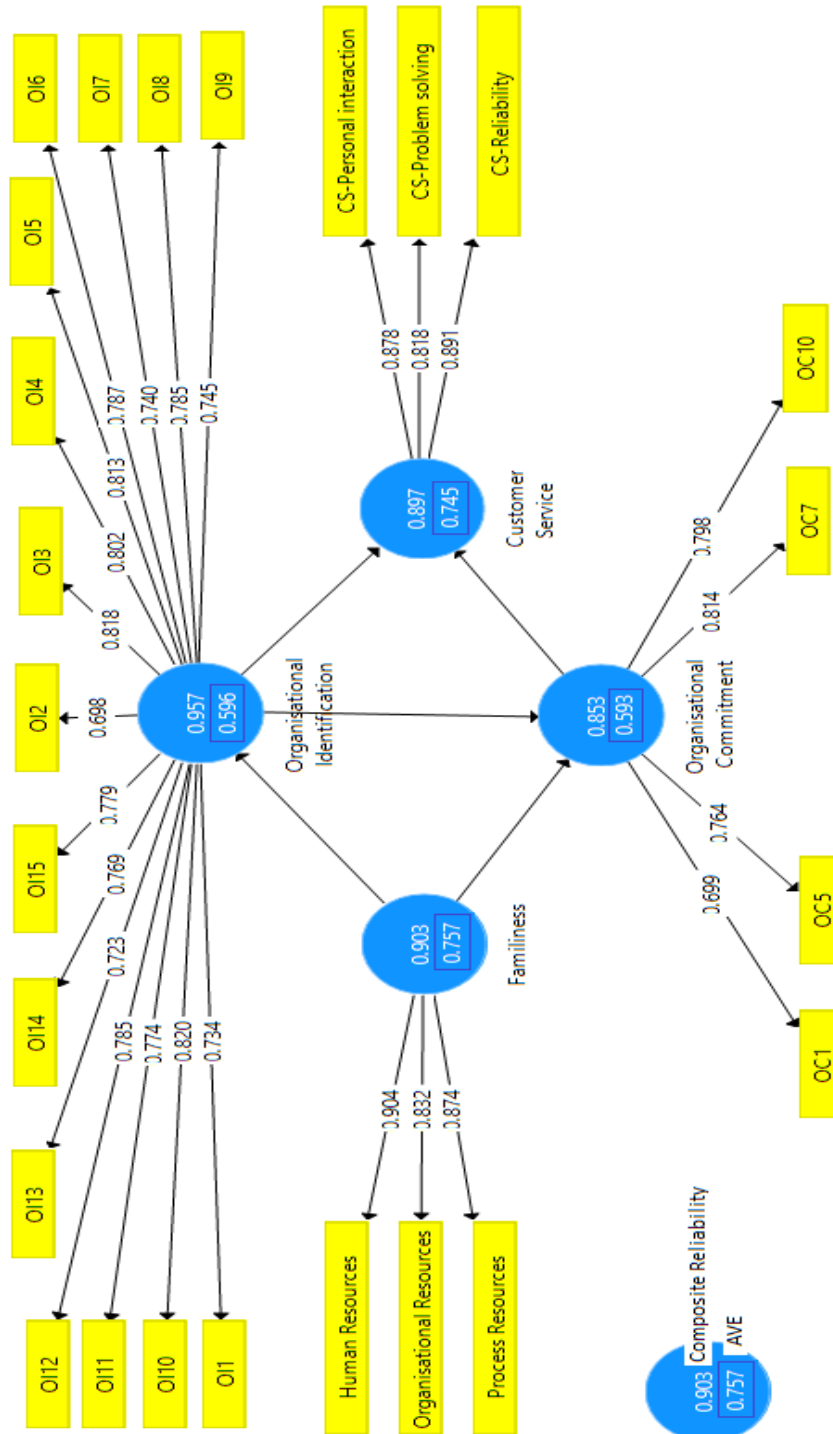 OI12
OI11
OI10
OI1
OI13
OI14
OI15
OI2
OI3
OI4
OI5
OI6
OI7
OI8
OI9
0.785
0.774
0.820
0.734
0.723
0.769
0.779
0.698
0.818
0.802
0.813
0.787
0.740
0.785
0.745
0.957
0.596
Organisational
Identification
Human Resources
Organisational Resources
Process Resources
0.904
0.832
0.874
0.903
0.757
Familiness
0.897
0.745
Customer
Service
0.878
0.818
0.891
CS-Personal interaction
CS-Problem solving
CS-Reliability
0.853
0.593
Organisational
Commitment
0.699
0.764
0.814
0.798
OC1
OC5
OC7
OC10
0.903 Composite Reliability
0.757 AVE